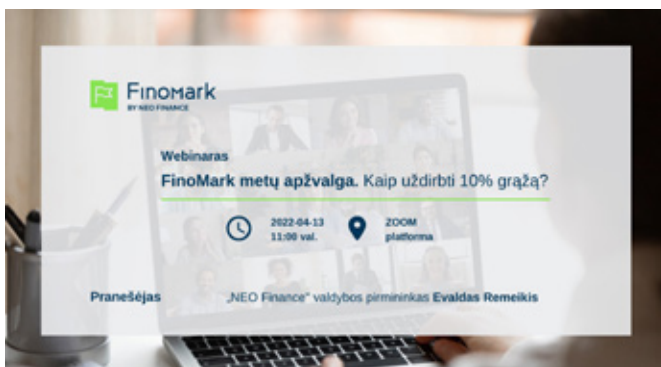 FINOMARK
BY NEO FINANCE
Webinaras
FinoMark metų apžvalga. Kaip uždirbti 10% grąžą?
2022-04-13
11:00 val.
ZOOM
platforma
Pranešėjas
„NEO Finance" valdybos pirmininkas Evaldas Remeikis